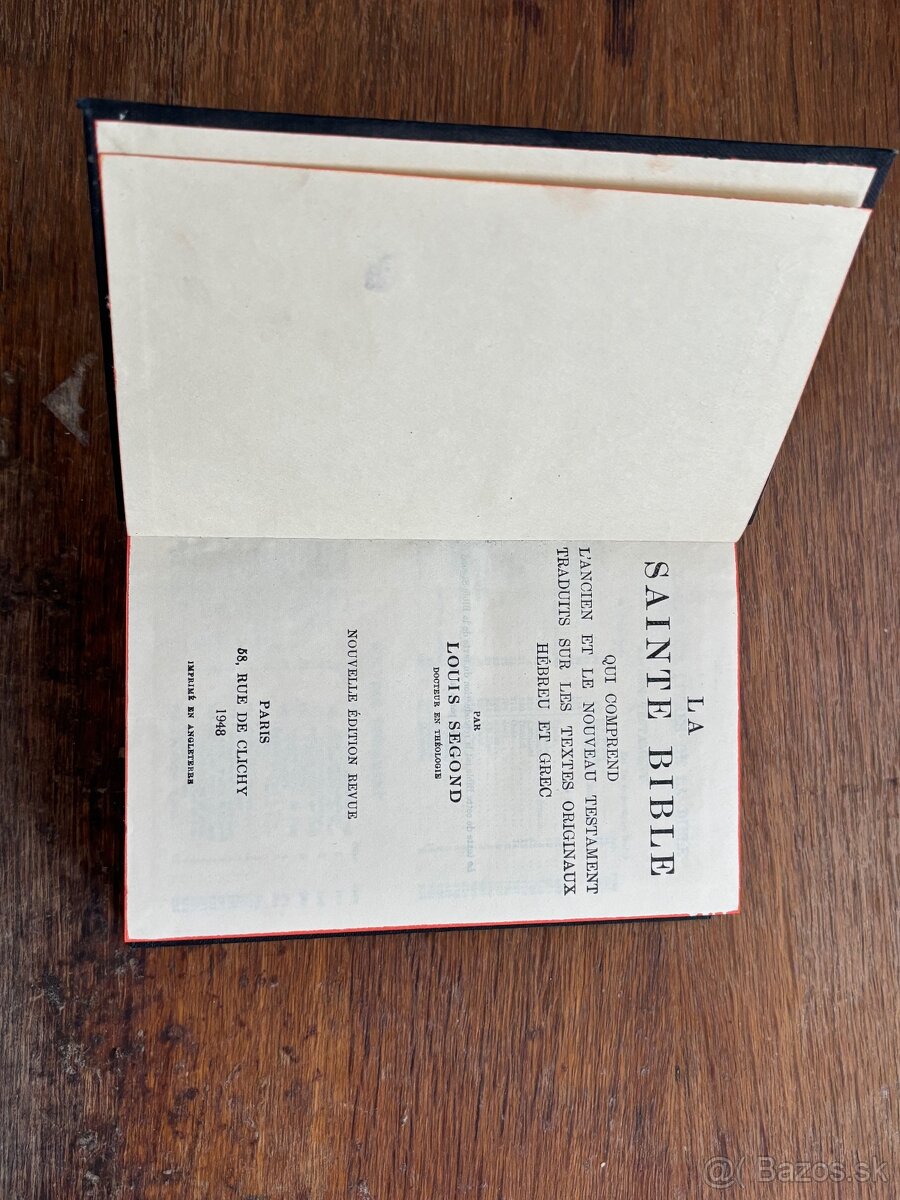 LA
SAINTE BIBLE
QUI COMPREND
L'ANCIEN ET LE NOUVEAU TESTAMENT
TRADUITS SUR LES TEXTES ORIGINAUX
HÉBREU ET GREC
PAR
LOUIS SEGOND
DOCTEUR EN THÉOLOGIE
NOUVELLE ÉDITION REVUE
PARIS
58, RUE DE CLICHY
1948
IMPRIMÉ EN ANGLETERRE
@ Bazos.sk